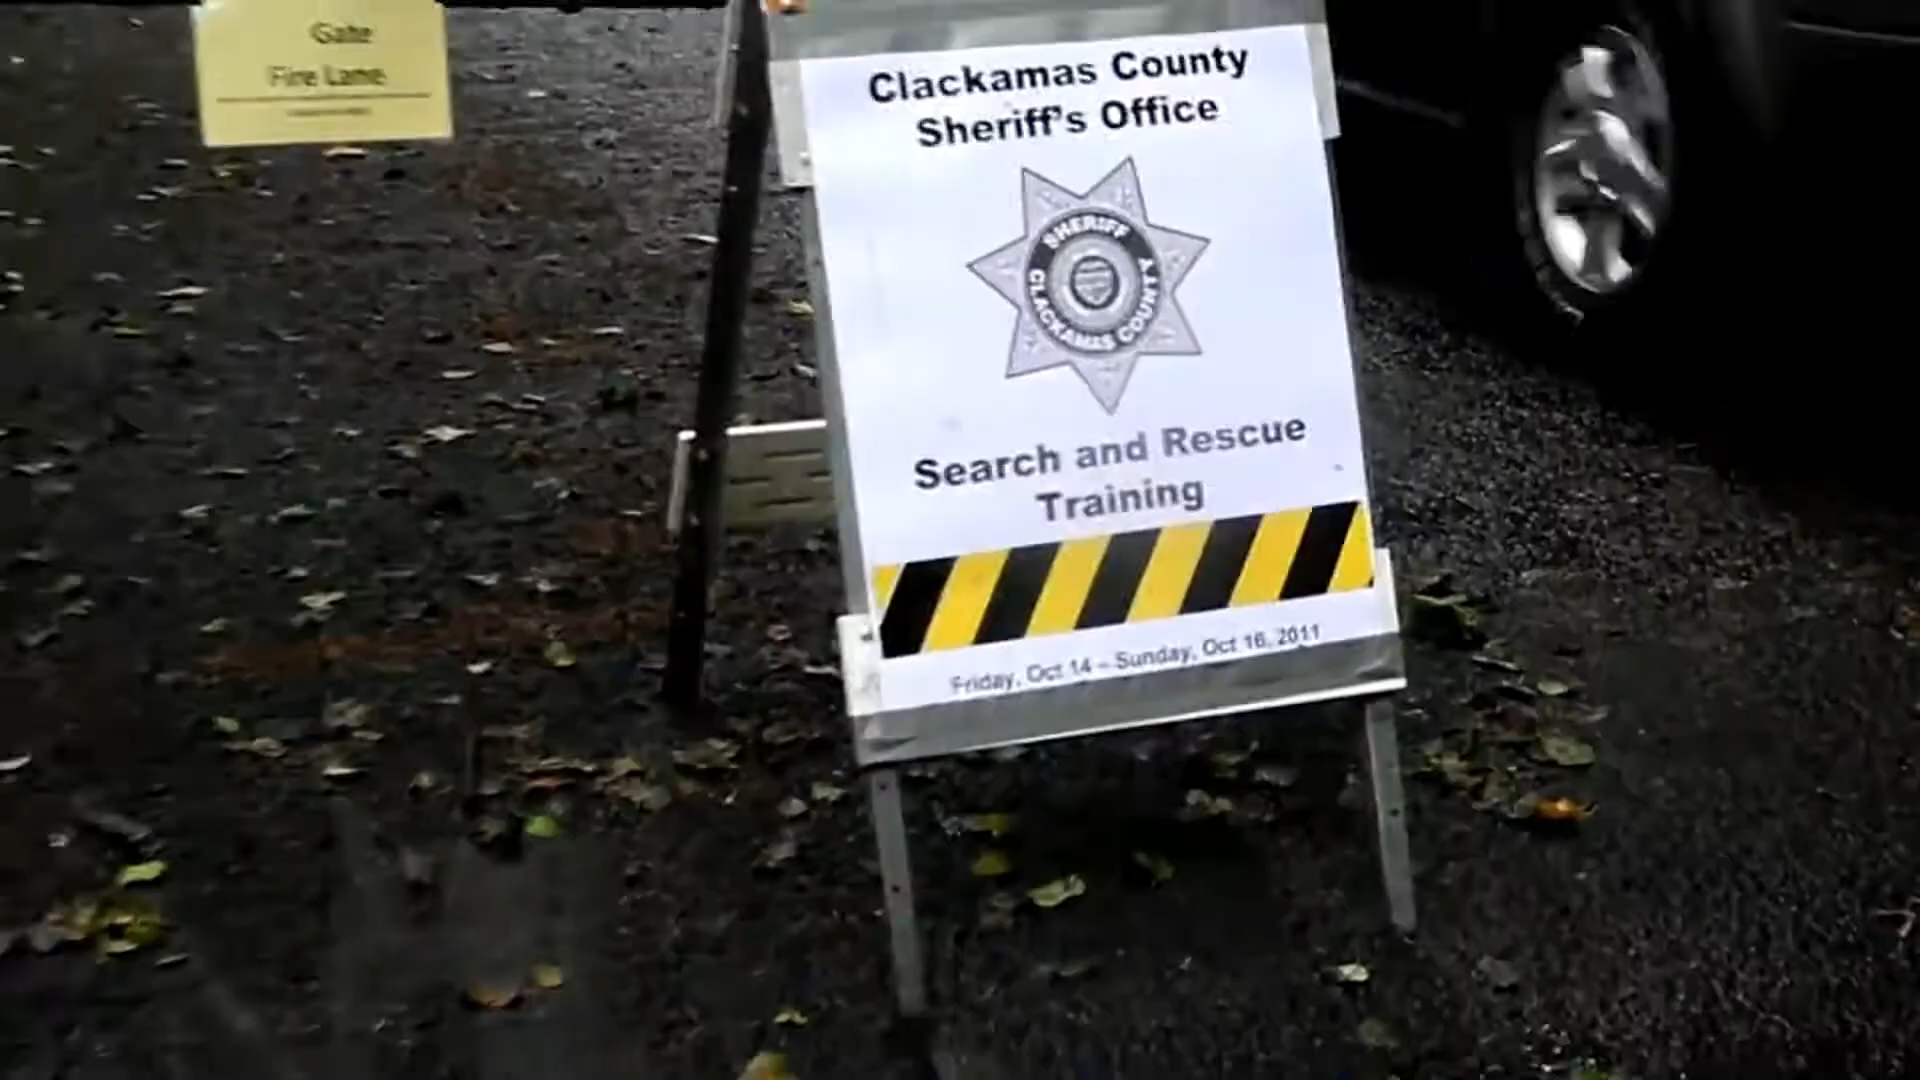 Gate
Fire Lane
Clackamas County
Sheriff's Office
SHERIFF
CLACKAMAS COUNTY
Search and Rescue
Training
Friday, Oct 14 – Sunday, Oct 16, 2011